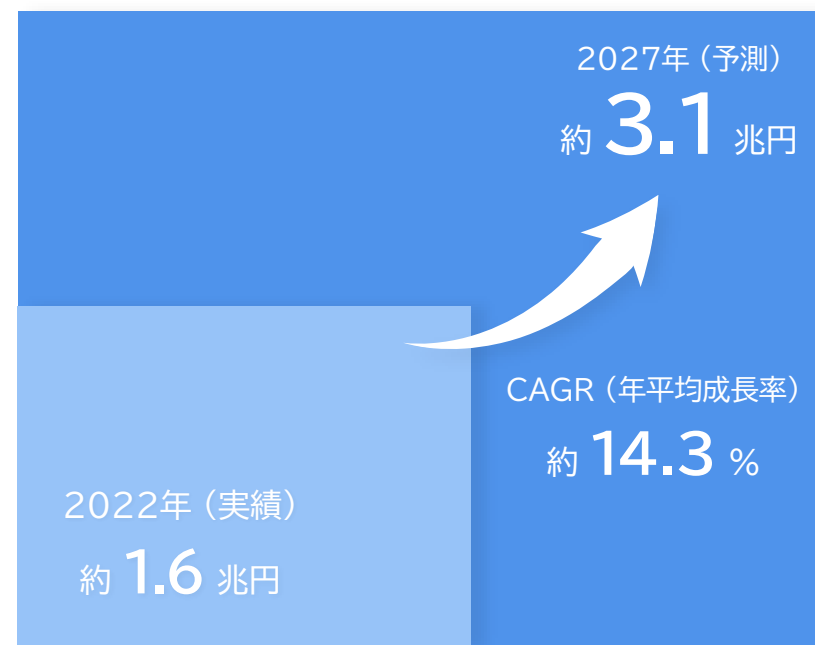 2027年（予測）
約 3.1 兆円
CAGR（年平均成長率）
約 14.3 %
2022年（実績）
約 1.6 兆円